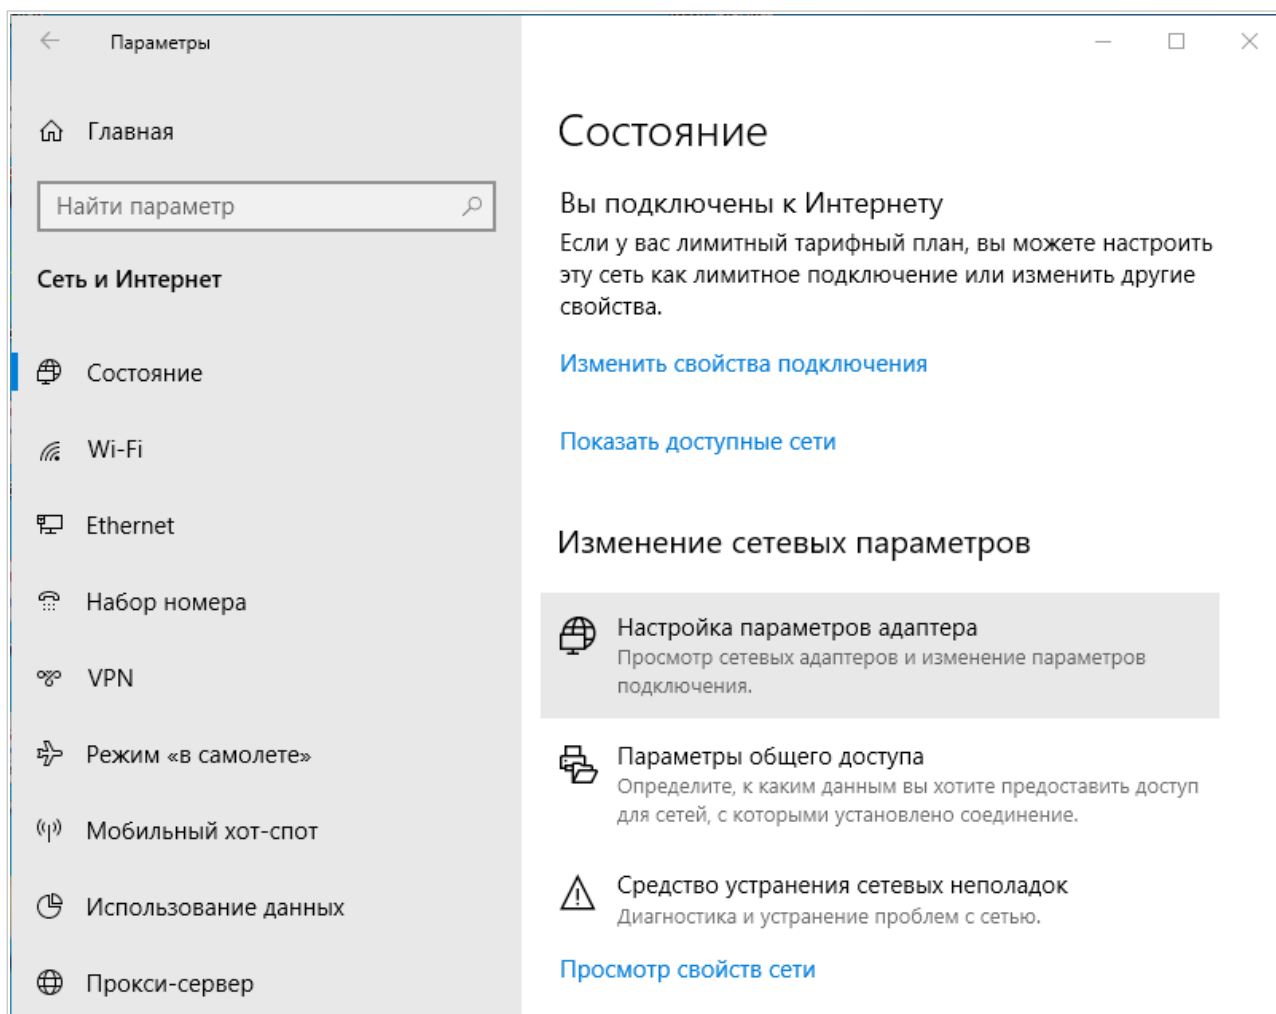 Параметры
Главная
Найти параметр
Сеть и Интернет
Состояние
Wi-Fi
Ethernet
Набор номера
VPN
Режим «в самолете»
Мобильный хот-спот
Использование данных
Прокси-сервер
Состояние
Вы подключены к Интернету
Если у вас лимитный тарифный план, вы можете настроить
эту сеть как лимитное подключение или изменить другие
свойства.
Изменить свойства подключения
Показать доступные сети
Изменение сетевых параметров
Настройка параметров адаптера
Просмотр сетевых адаптеров и изменение параметров
подключения.
Параметры общего доступа
Определите, к каким данным вы хотите предоставить доступ
для сетей, с которыми установлено соединение.
Средство устранения сетевых неполадок
Диагностика и устранение проблем с сетью.
Просмотр свойств сети